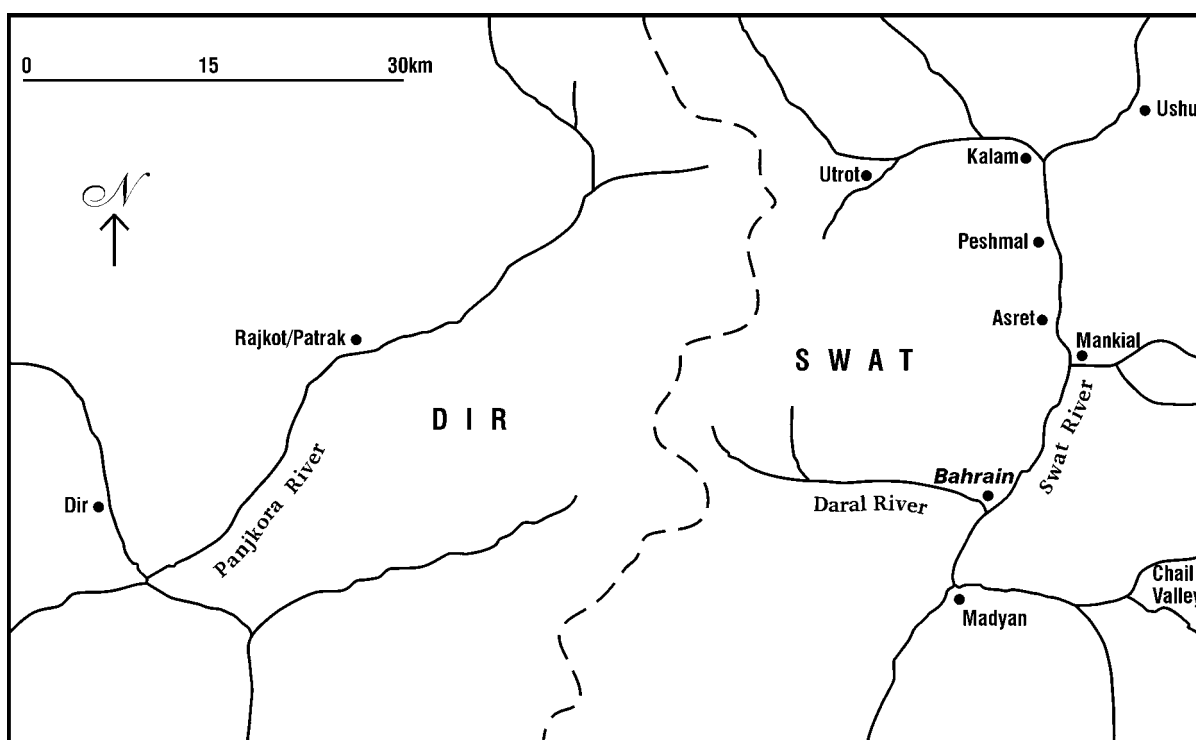 0 15 30km
N
Ushu
Kalam
Utrot
Peshmal
Asret
Rajkot/Patrak
Mankial
SWAT
DIR
Swat River
Bahrain
Panjkora River
Dir
Daral River
Chail
Valley
Madyan